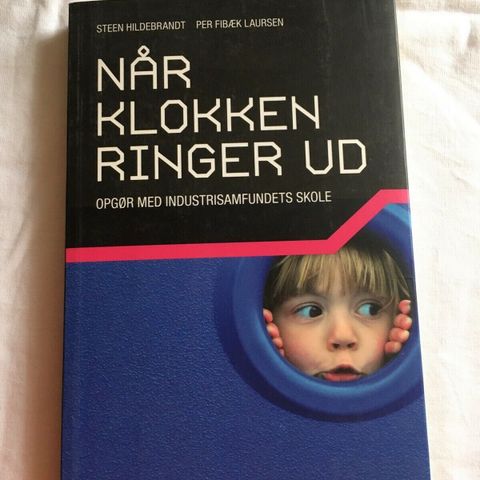 STEEN HILDEBRANDT PER FIBÆK LAURSEN
NÅR
KLOKKEN
RINGER UD
OPGØR MED INDUSTRISAMFUNDETS SKOLE